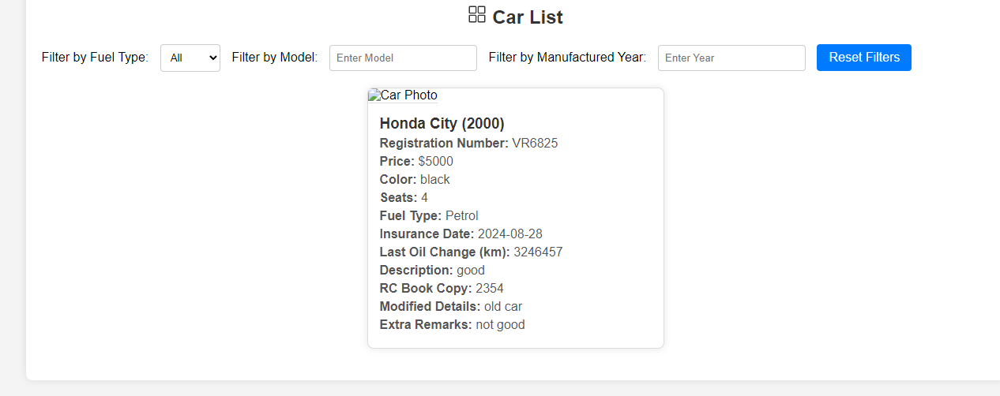 Car List
Filter by Fuel Type: All Filter by Model: Enter Model Filter by Manufactured Year: Enter Year Reset Filters
Car Photo
Honda City (2000)
Registration Number: VR6825
Price: $5000
Color: black
Seats: 4
Fuel Type: Petrol
Insurance Date: 2024-08-28
Last Oil Change (km): 3246457
Description: good
RC Book Copy: 2354
Modified Details: old car
Extra Remarks: not good